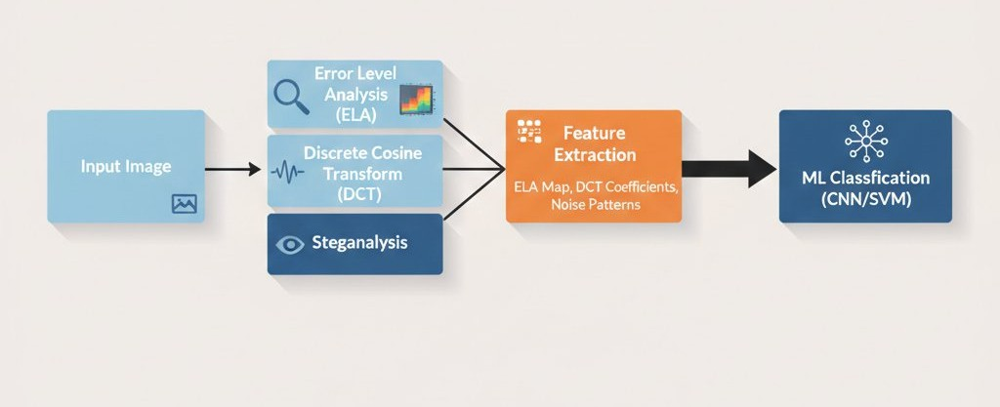 Input Image
Error Level
Analysis
(ELA)
Discrete Cosine
Transform
(DCT)
Steganalysis
Feature
Extraction
ELA Map, DCT Coefficients,
Noise Patterns
ML Classfication
(CNN/SVM)